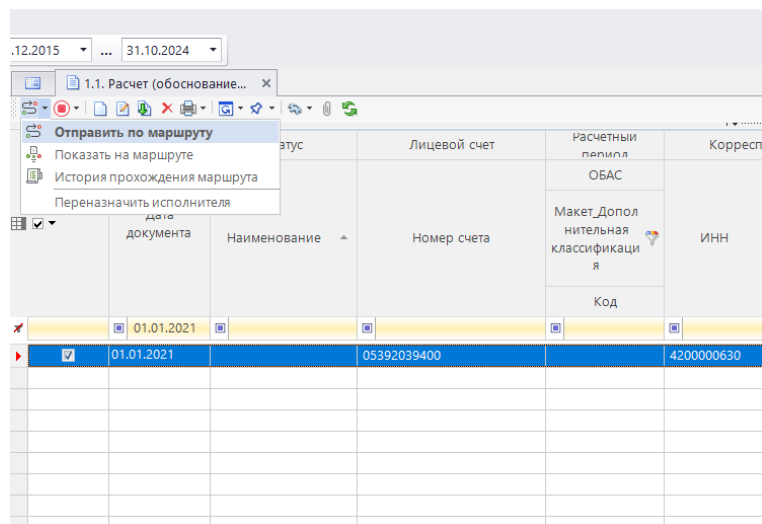 .12.2015 ... 31.10.2024
1.1. Расчет (обоснование...
Отправить по маршруту
Показать на маршруте
История прохождения маршрута
Переназначить исполнителя
атус
Лицевой счет
Расчетный
период
Корресп
ОБАС
Дата
документа
Наименование
Номер счета
Макет_Допол
нительная
классификаци
я
ИНН
Код
01.01.2021
01.01.2021 05392039400 4200000630